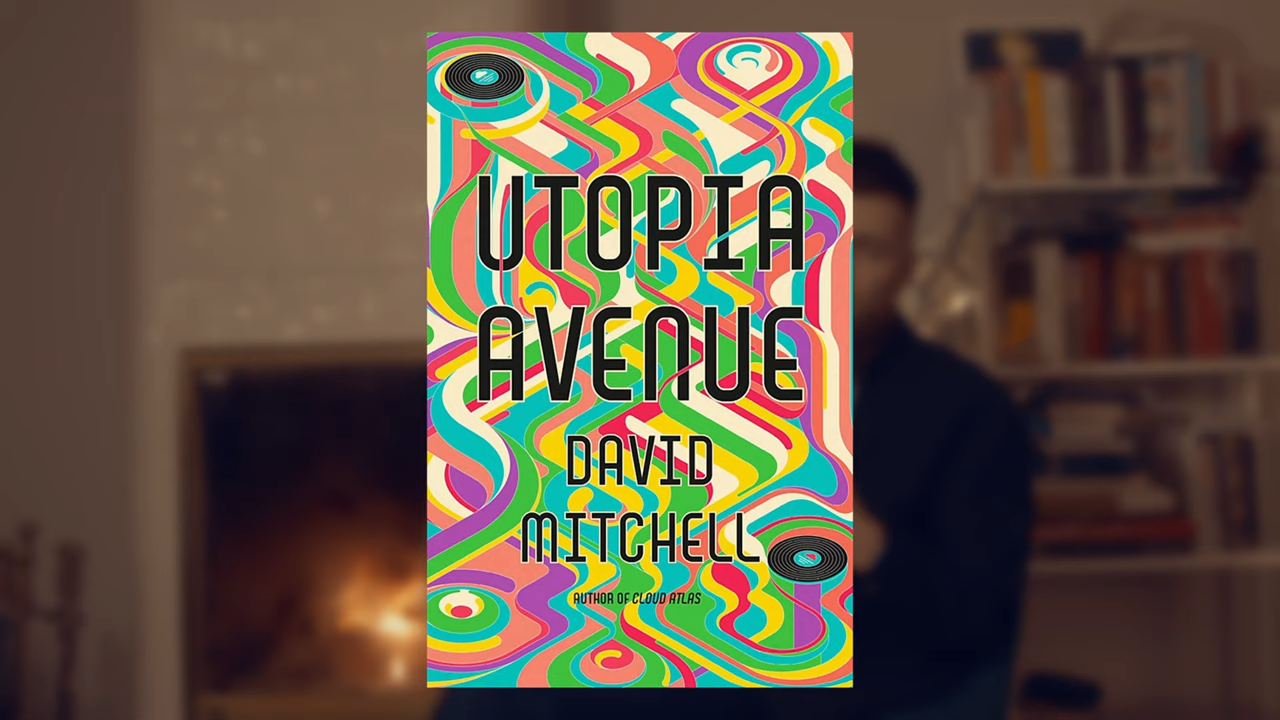 UTOPIA
AVENUE
DAVID
MITCHELL
AUTHOR OF CLOUD ATLAS